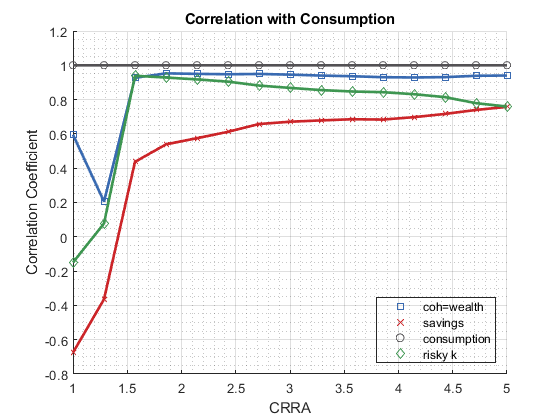 Correlation with Consumption
1.2
1
0.8
0.6
0.4
0.2
0
-0.2
-0.4
-0.6
-0.8
Correlation Coefficient
coh=wealth
savings
consumption
risky k
1 1.5 2 2.5 3 3.5 4 4.5 5
CRRA